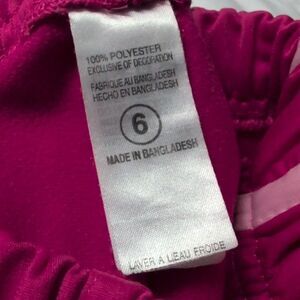 100% POLYESTER
EXCLUSIVE OF DECORATION
FABRIQUE AU BANGLADESH
HECHO EN BANGLADESH
6
MADE IN BANGLADESH
LAVER A L'EAU FROIDE